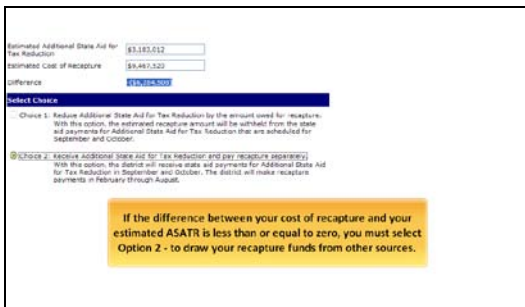 Estimated Additional State Aid for
Tax Reduction
$3,183,012
Estimated Cost of Recapture
$9,467,520
Difference
Select Choice
Choice 1: Reduce Additional State Aid for Tax Reduction by the amount owed for recapture.
With this option, the estimated recapture amount will be withheld from the state
aid payments for Additional State Aid for Tax Reduction that are scheduled for
September and October.
Choice 2: Receive Additional State Aid for Tax Reduction and pay recapture separately.
With this option, the district will receive state aid payments for Additional State Aid
for Tax Reduction in September and October. The district will make recapture
payments in February through August.
If the difference between your cost of recapture and your
estimated ASATR is less than or equal to zero, you must select
Option 2 - to draw your recapture funds from other sources.